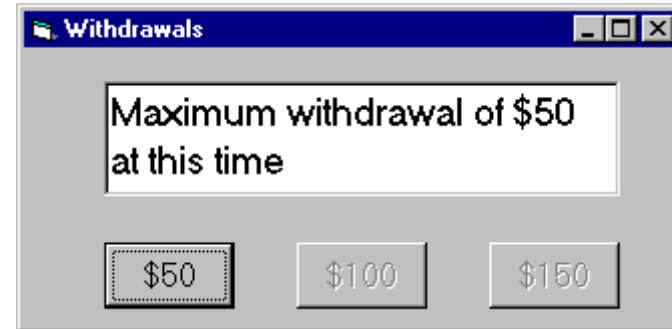 Withdrawals
Maximum withdrawal of $50
at this time
$50 $100 $150